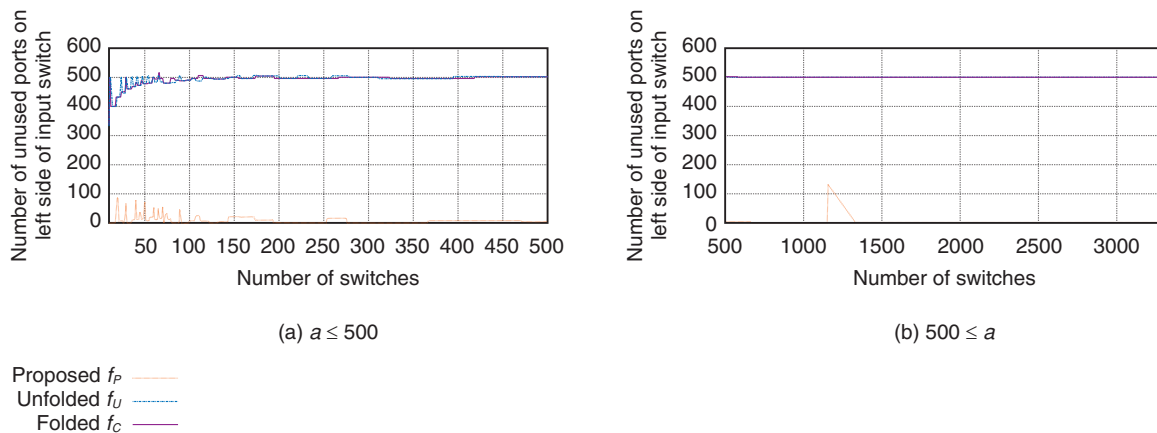 Number of unused ports on
left side of input switch
600
500
400
300
200
100
0
50
100
150
200
250
300
350
400
450
500
Number of switches
(a) a ≤ 500
Number of unused ports on
left side of input switch
600
500
400
300
200
100
0
500
1000
1500
2000
2500
3000
Number of switches
(b) 500 ≤ a
Proposed f_P
Unfolded f_U
Folded f_C